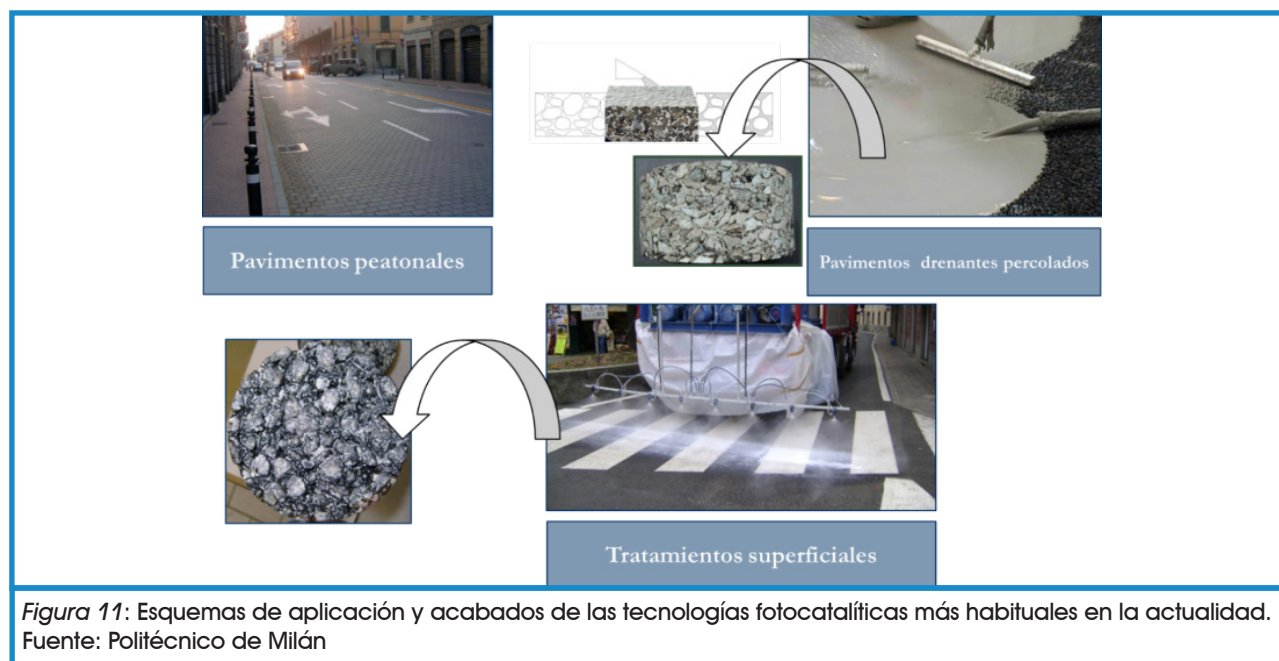 Pavimentos peatonales
Pavimentos drenantes percolados
Tratamientos superficiales
Figura 11: Esquemas de aplicación y acabados de las tecnologías fotocatalíticas más habituales en la actualidad.
Fuente: Politécnico de Milán